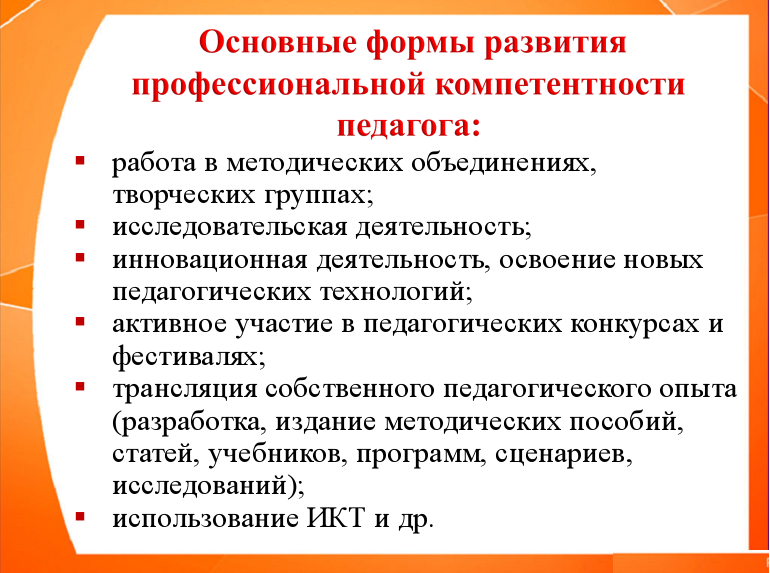 Основные формы развития
профессиональной компетентности
педагога:
▪ работа в методических объединениях,
творческих группах;
▪ исследовательская деятельность;
▪ инновационная деятельность, освоение новых
педагогических технологий;
▪ активное участие в педагогических конкурсах и
фестивалях;
▪ трансляция собственного педагогического опыта
(разработка, издание методических пособий,
статей, учебников, программ, сценариев,
исследований);
▪ использование ИКТ и др.